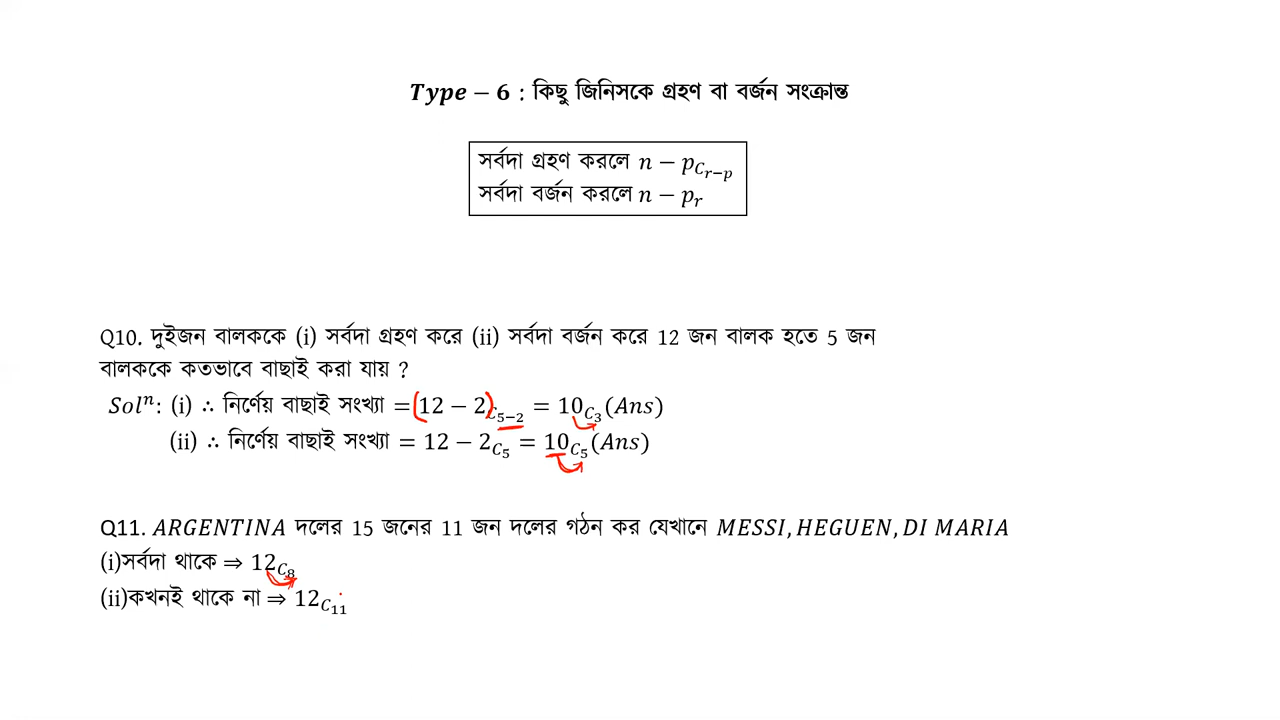 Type − 6 : কিছু জিনিসকে গ্রহণ বা বর্জন সংক্রান্ত
সর্বদা গ্রহণ করলে n − p_{C_{r−p}}
সর্বদা বর্জন করলে n − p_r
Q10. দুইজন বালককে (i) সর্বদা গ্রহণ করে (ii) সর্বদা বর্জন করে 12 জন বালক হতে 5 জন
বালককে কতভাবে বাছাই করা যায় ?
Solⁿ: (i) ∴ নির্ণেয় বাছাই সংখ্যা = (12 − 2)_{C_{5−2}} = 10_{C_3}(Ans)
(ii) ∴ নির্ণেয় বাছাই সংখ্যা = 12 − 2_{C_5} = 10_{C_5}(Ans)
Q11. ARGENTINA দলের 15 জনের 11 জন দলের গঠন কর যেখানে MESSI, HEGUEN, DI MARIA
(i)সর্বদা থাকে ⇒ 12_{C_8}
(ii)কখনই থাকে না ⇒ 12_{C_{11}}